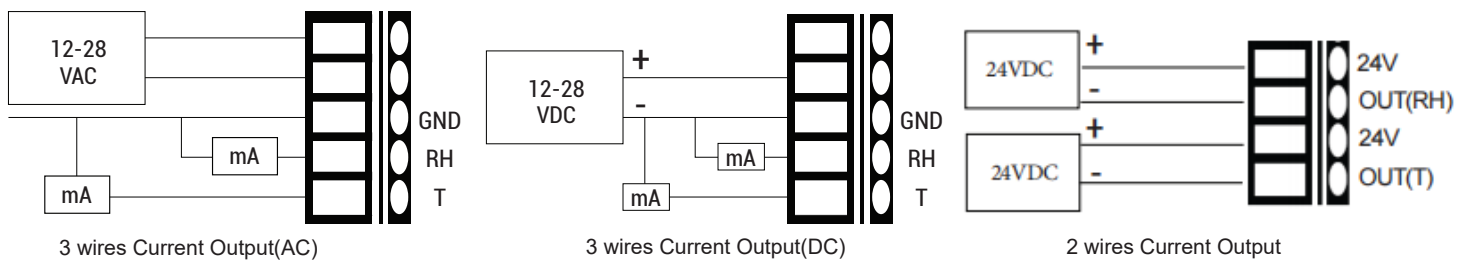 12-28
VAC
GND
RH
T
mA
mA
3 wires Current Output(AC)
+
-
12-28
VDC
GND
RH
T
mA
mA
3 wires Current Output(DC)
24VDC
+
-
24VDC
+
-
24V
OUT(RH)
24V
OUT(T)
2 wires Current Output